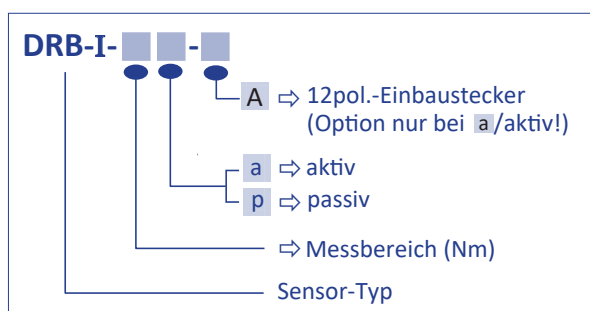 DRB-I- -
A ⇨ 12pol.-Einbaustecker
(Option nur bei a/aktiv!)
a ⇨ aktiv
p ⇨ passiv
⇨ Messbereich (Nm)
Sensor-Typ